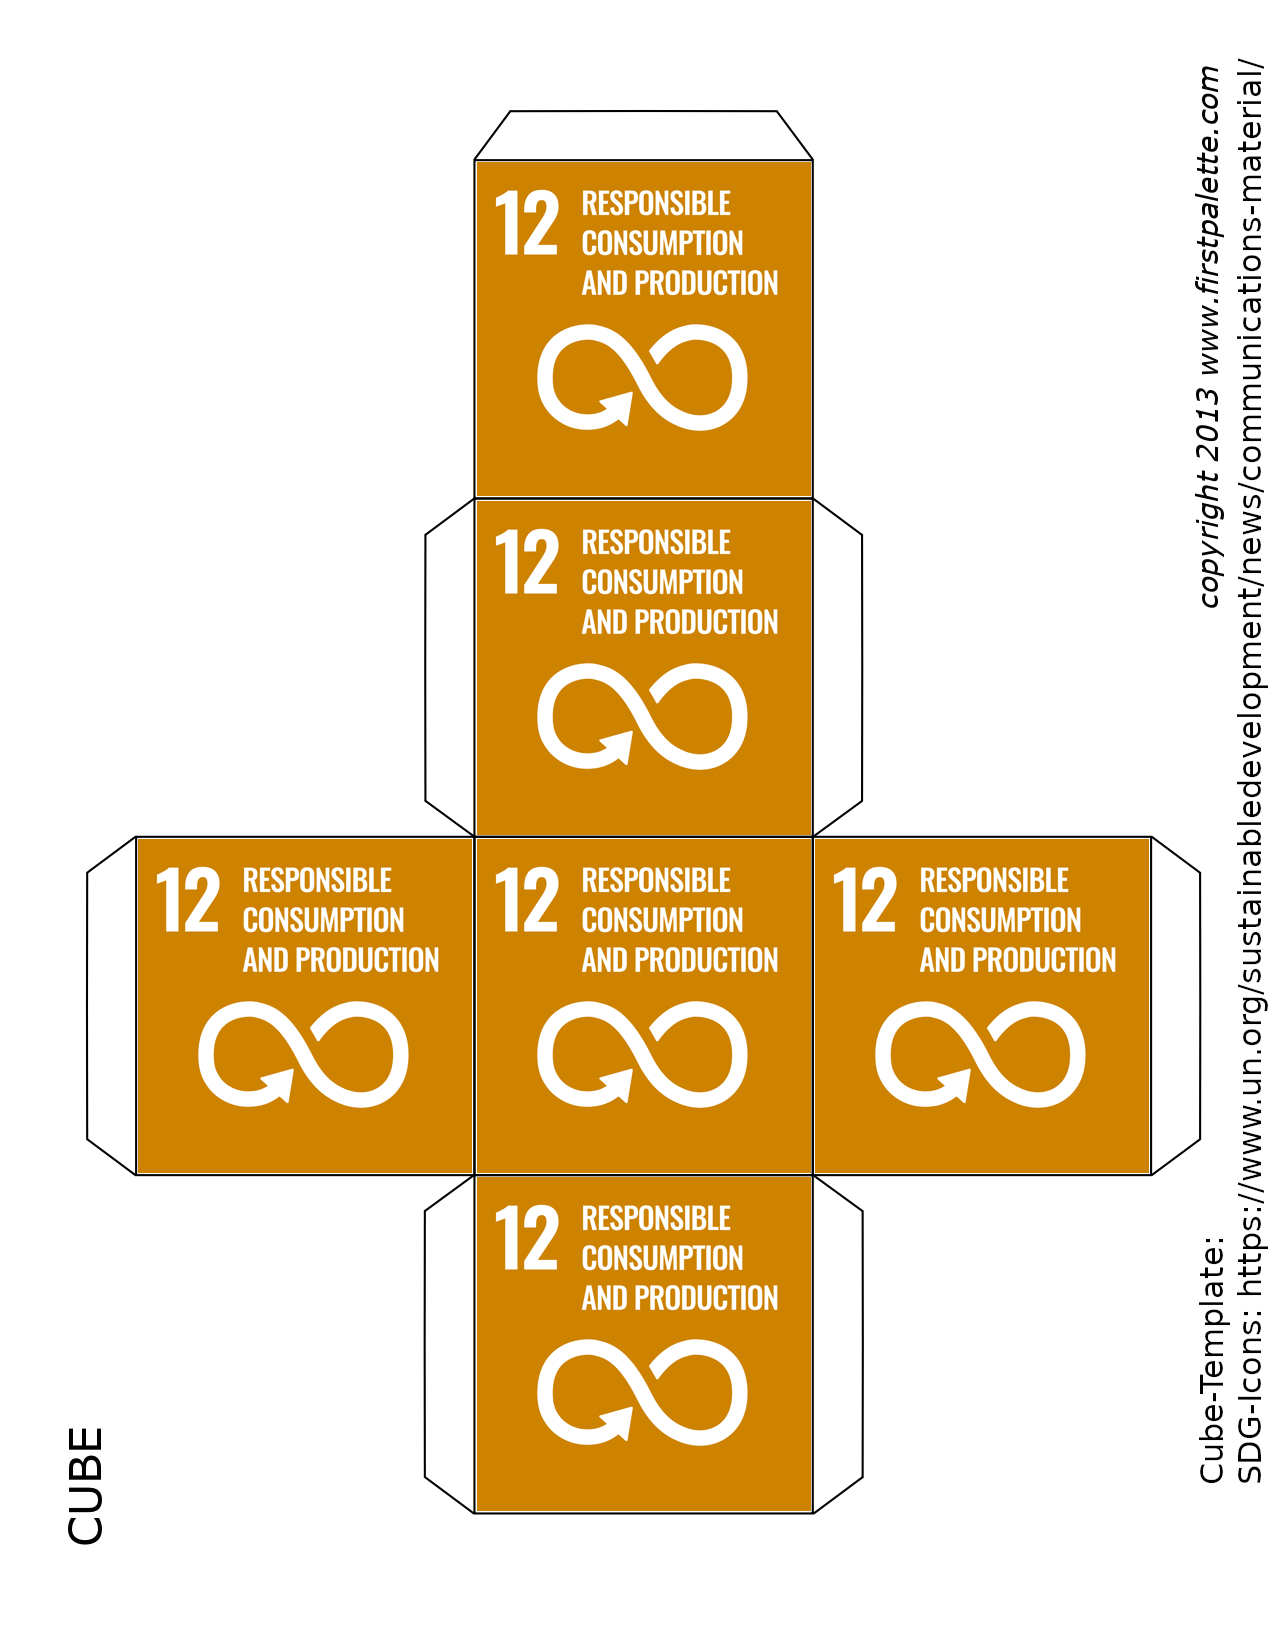 12 RESPONSIBLE
CONSUMPTION
AND PRODUCTION
12 RESPONSIBLE
CONSUMPTION
AND PRODUCTION
12 RESPONSIBLE
CONSUMPTION
AND PRODUCTION
12 RESPONSIBLE
CONSUMPTION
AND PRODUCTION
12 RESPONSIBLE
CONSUMPTION
AND PRODUCTION
12 RESPONSIBLE
CONSUMPTION
AND PRODUCTION
CUBE
Cube-Template: copyright 2013 www.firstpalette.com
SDG-Icons: https://www.un.org/sustainabledevelopment/news/communications-material/